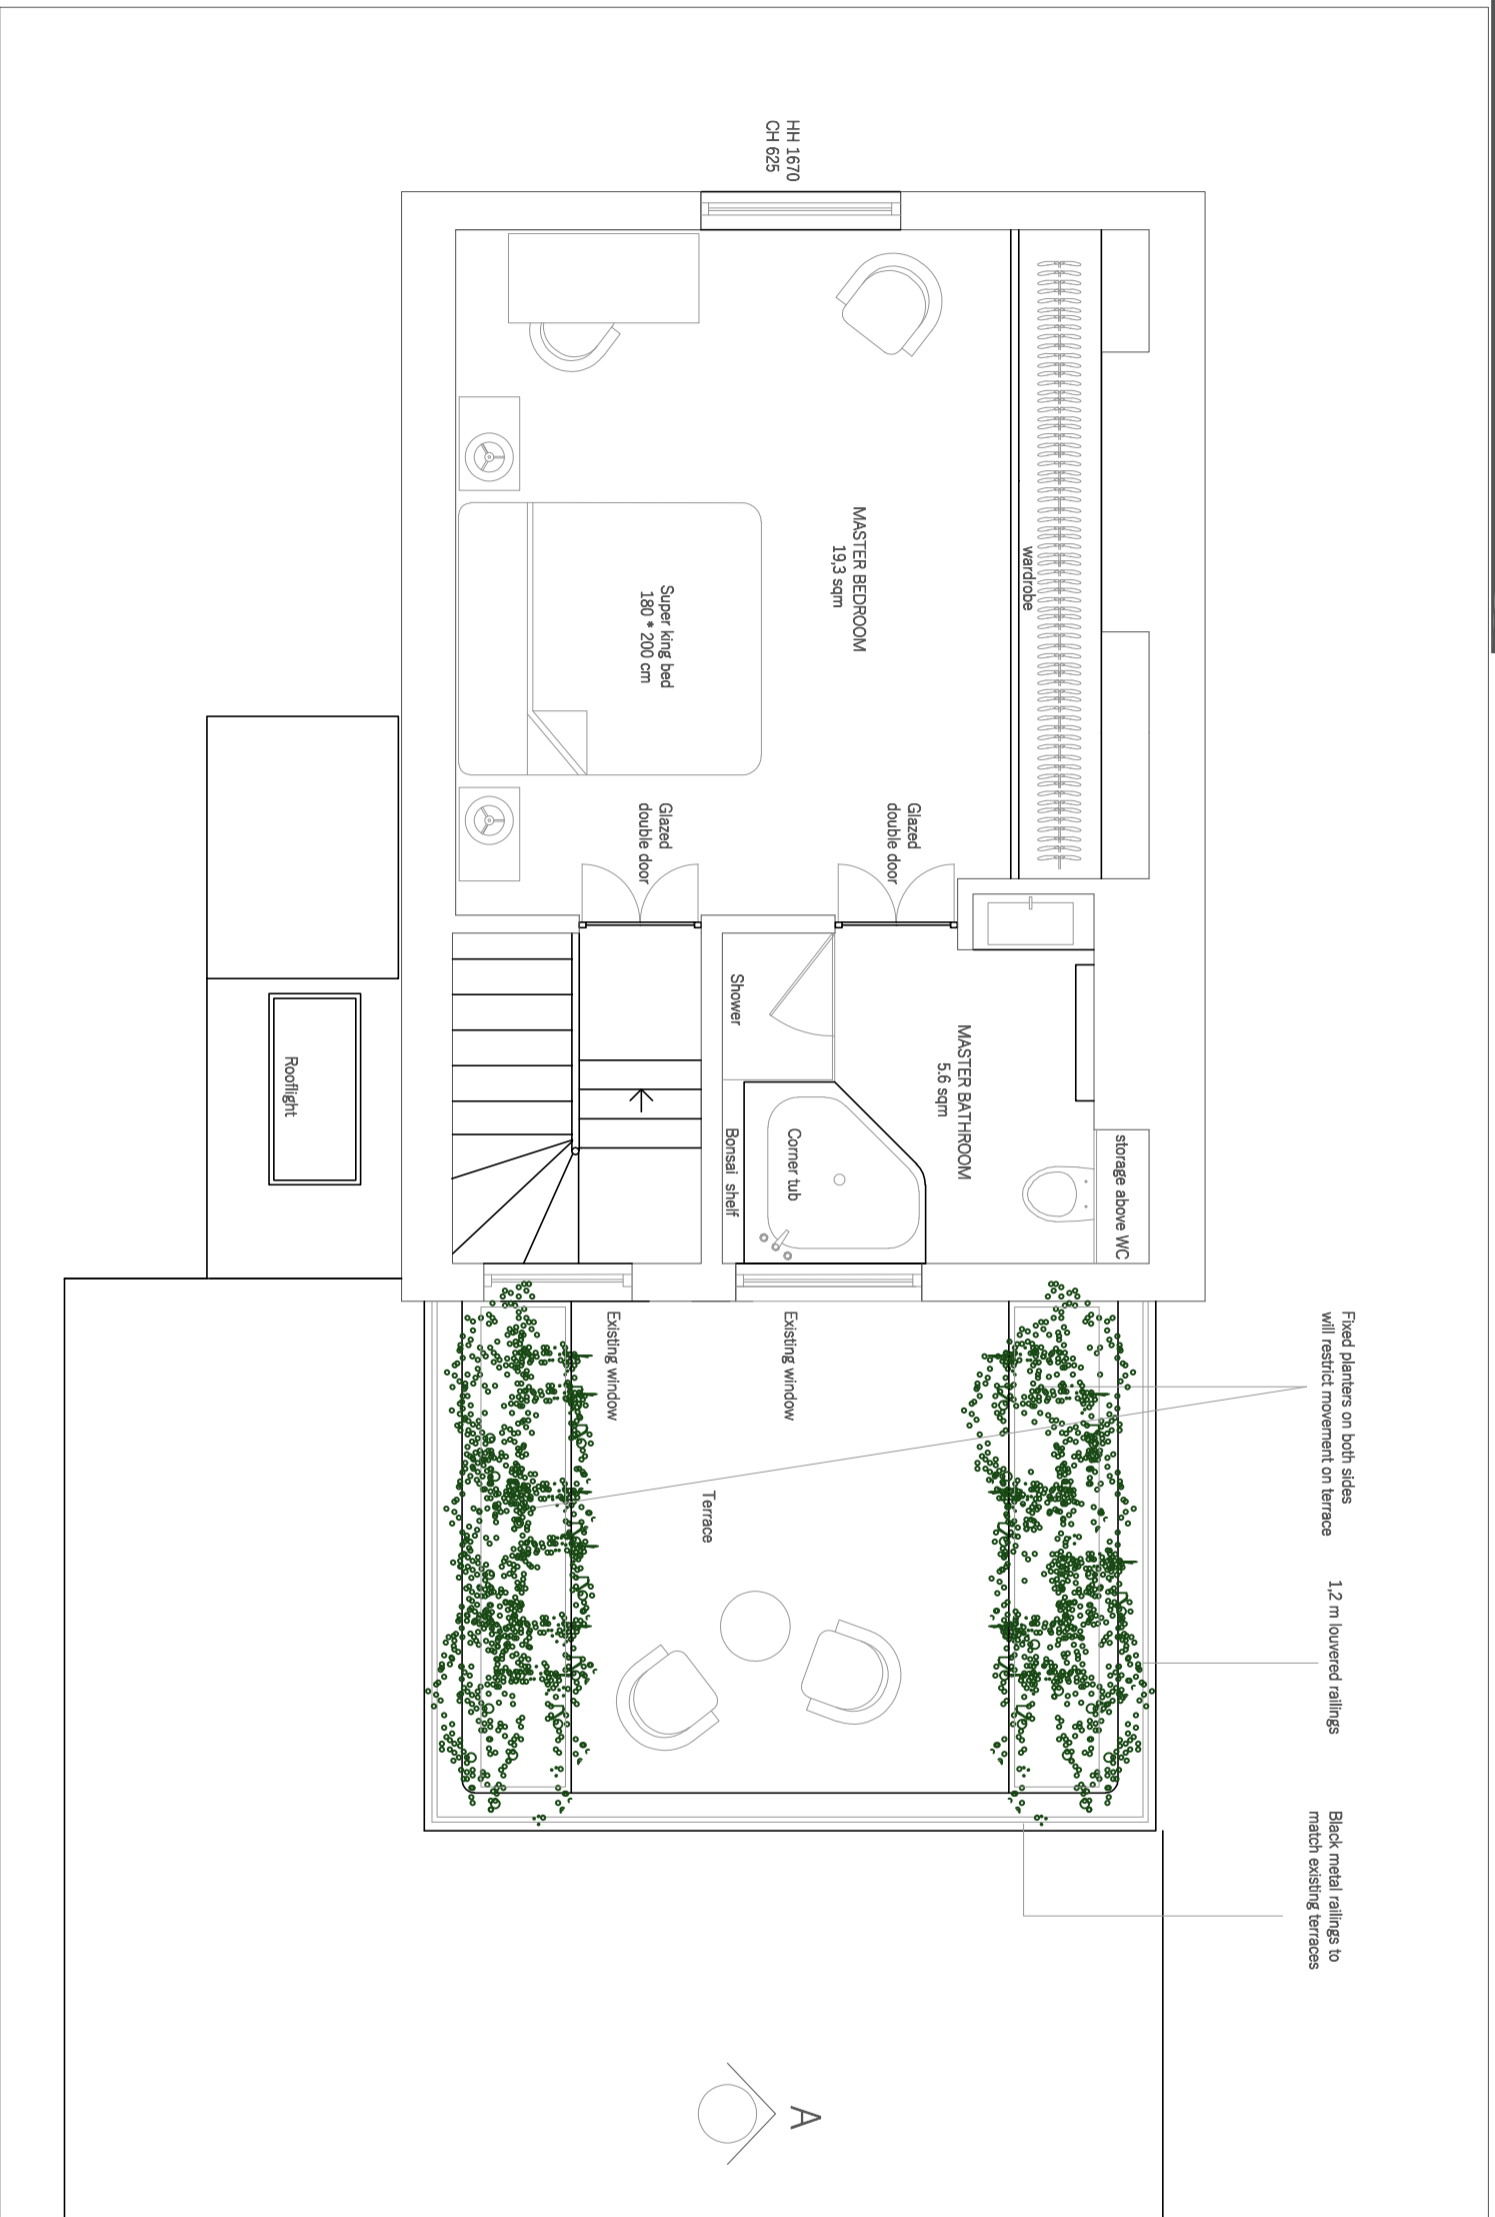 Fixed planters on both sides
will restrict movement on terrace
1,2 m louvered railings
Black metal railings to
match existing terraces
HH 1670
CH 625
wardrobe
storage above WC
MASTER BEDROOM
19,3 sqm
Glazed
double door
MASTER BATHROOM
5.6 sqm
Super king bed
180 * 200 cm
Glazed
double door
Shower
Corner tub
Bonsai shelf
Existing window
Existing window
Terrace
A
Rooflight